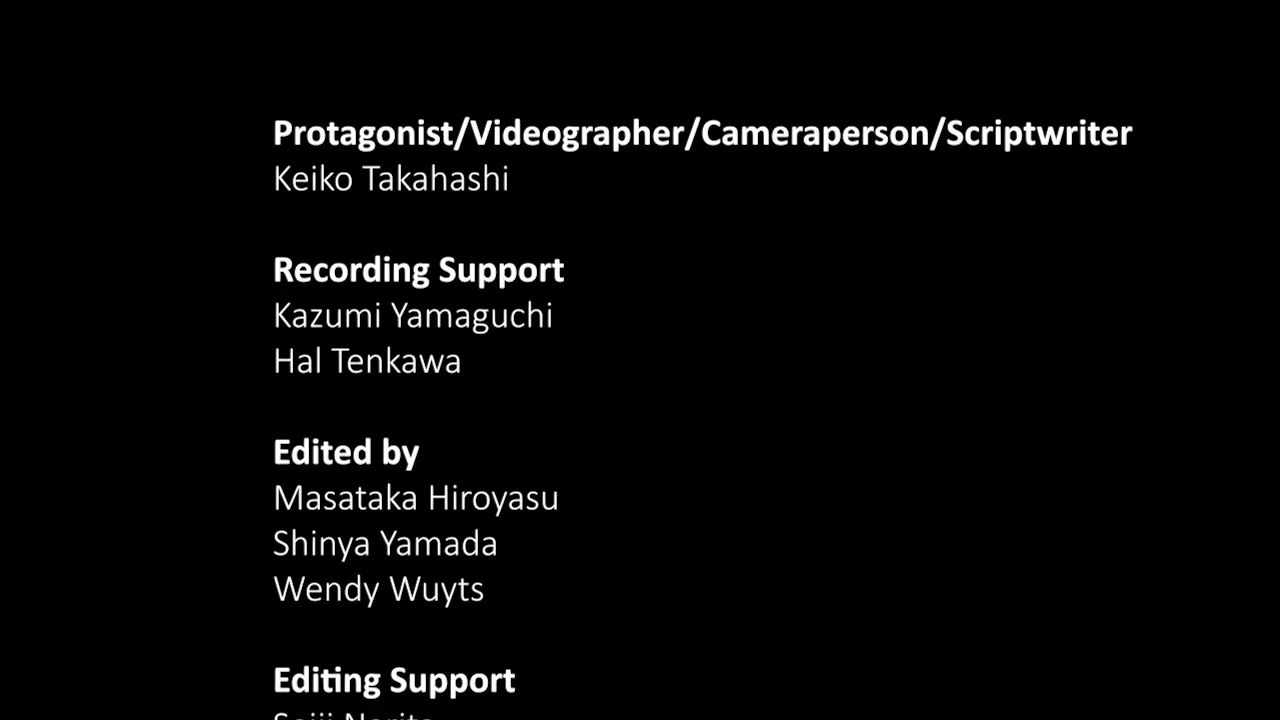 Protagonist/Videographer/Cameraperson/Scriptwriter
Keiko Takahashi
Recording Support
Kazumi Yamaguchi
Hal Tenkawa
Edited by
Masataka Hiroyasu
Shinya Yamada
Wendy Wuyts
Editing Support